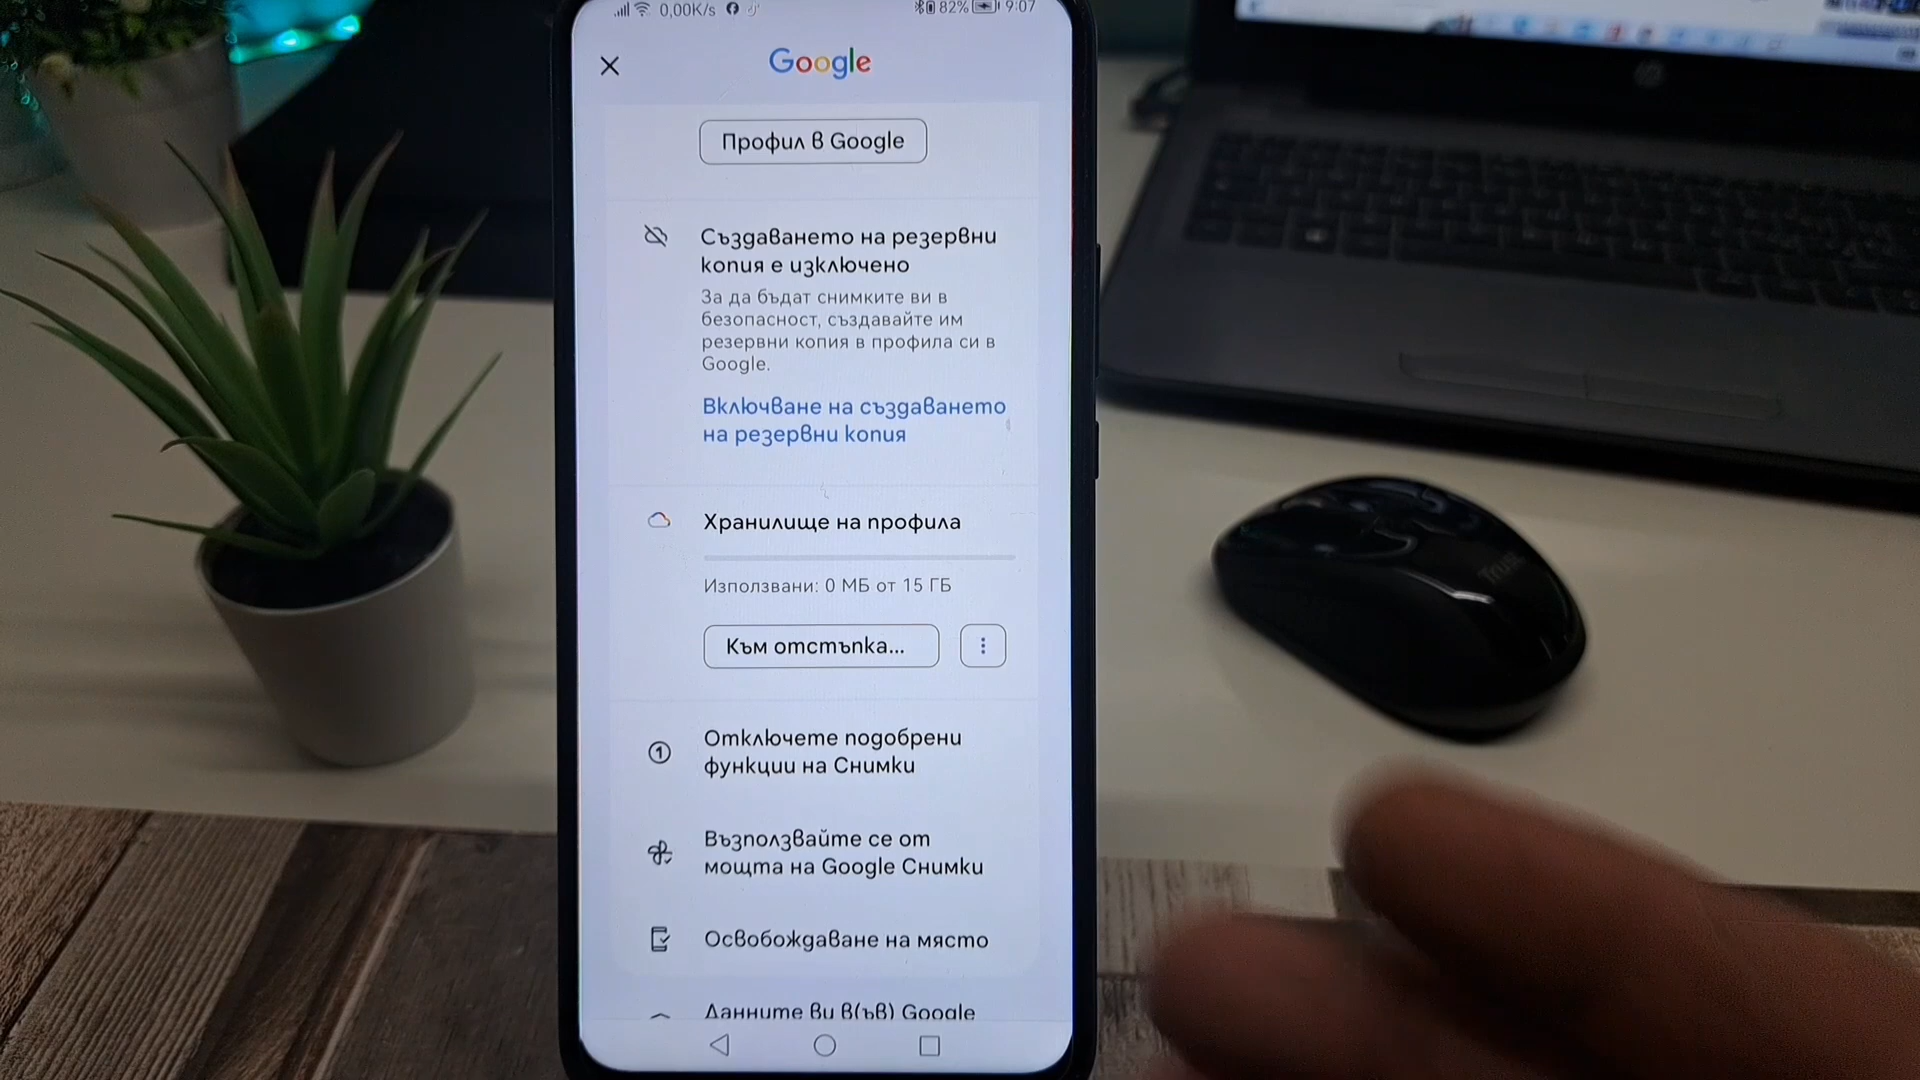 0,00K/s 82% 9:07
Google
Профил в Google
Създаването на резервни
копия е изключено
За да бъдат снимките ви в
безопасност, създавайте им
резервни копия в профила си в
Google.
Включване на създаването
на резервни копия
Хранилище на профила
Използвани: 0 МБ от 15 ГБ
Към отстъпка...
Отключете подобрени
функции на Снимки
Възползвайте се от
мощта на Google Снимки
Освобождаване на място
Данните ви в(ъв) Google
Trust